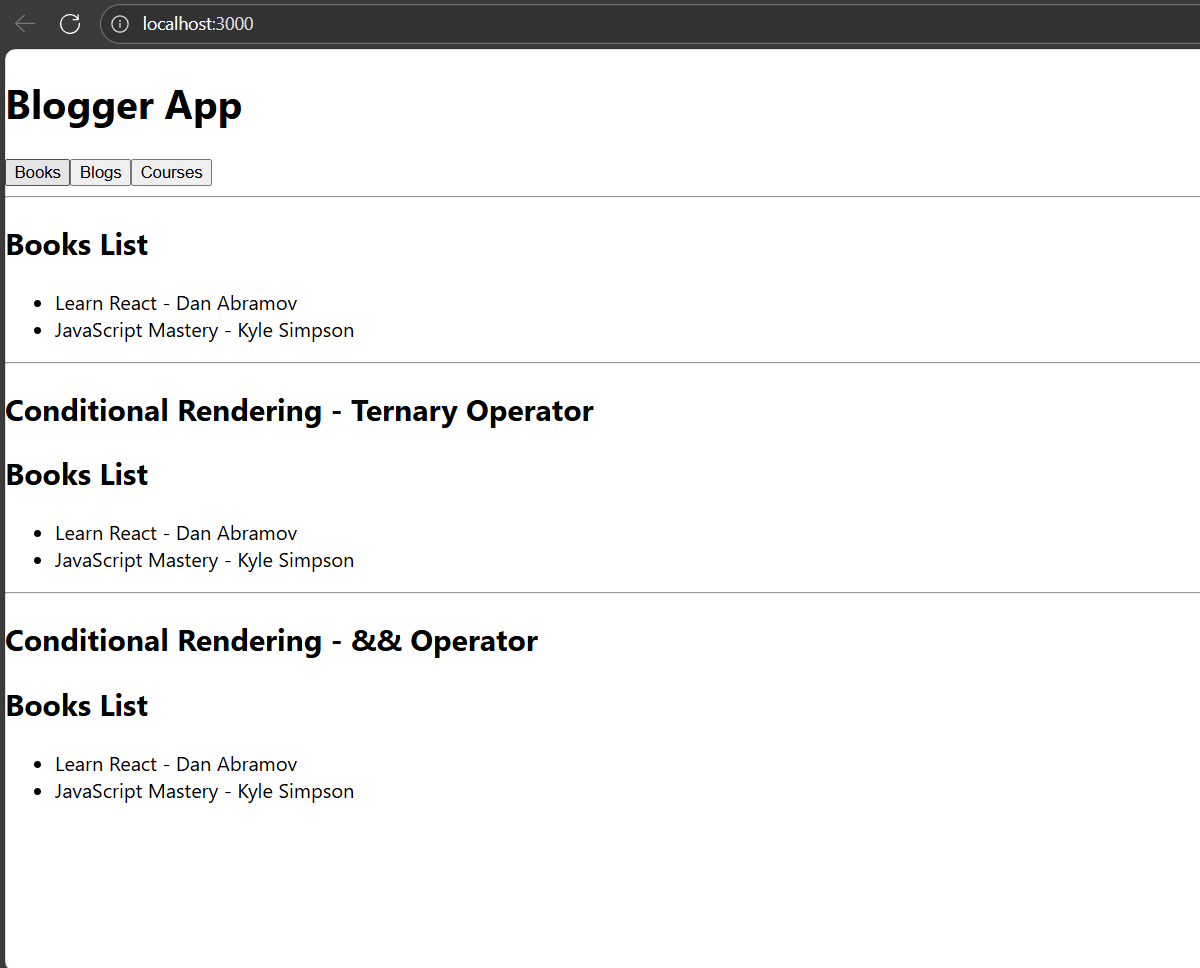 localhost:3000
Blogger App
Books Blogs Courses
Books List
Learn React - Dan Abramov
JavaScript Mastery - Kyle Simpson
Conditional Rendering - Ternary Operator
Books List
Learn React - Dan Abramov
JavaScript Mastery - Kyle Simpson
Conditional Rendering - && Operator
Books List
Learn React - Dan Abramov
JavaScript Mastery - Kyle Simpson